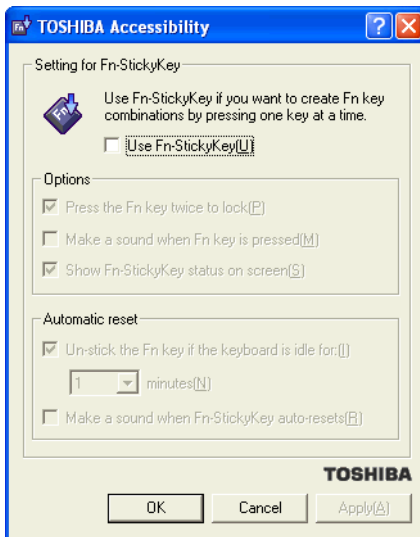 TOSHIBA Accessibility
Setting for Fn-StickyKey
Use Fn-StickyKey if you want to create Fn key
combinations by pressing one key at a time.
Fn
Use Fn-StickyKey(U)
Options
Press the Fn key twice to lock(P)
Make a sound when Fn key is pressed(M)
Show Fn-StickyKey status on screen(S)
Automatic reset
Un-stick the Fn key if the keyboard is idle for:(I)
1 minutes(N)
Make a sound when Fn-StickyKey auto-resets(R)
TOSHIBA
OK Cancel Apply(A)